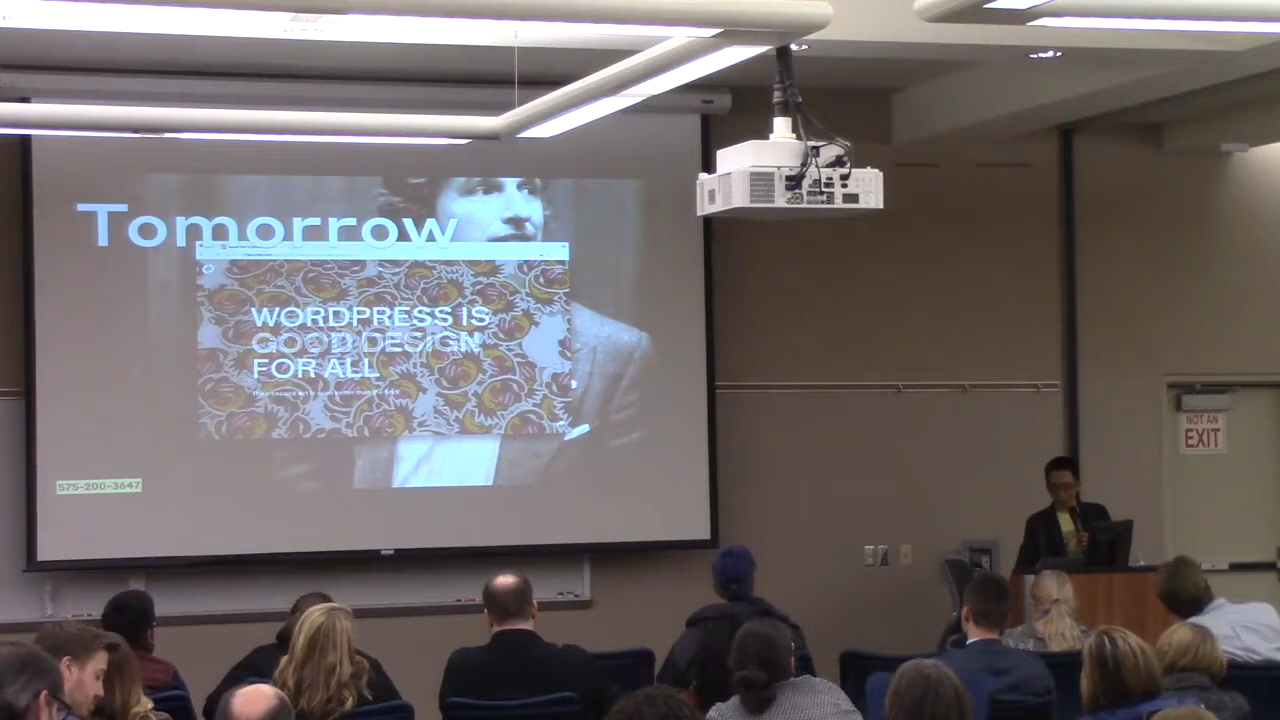 Tomorrow
WORDPRESS IS
GOOD DESIGN
FOR ALL
575-200-3647
NOT AN
EXIT